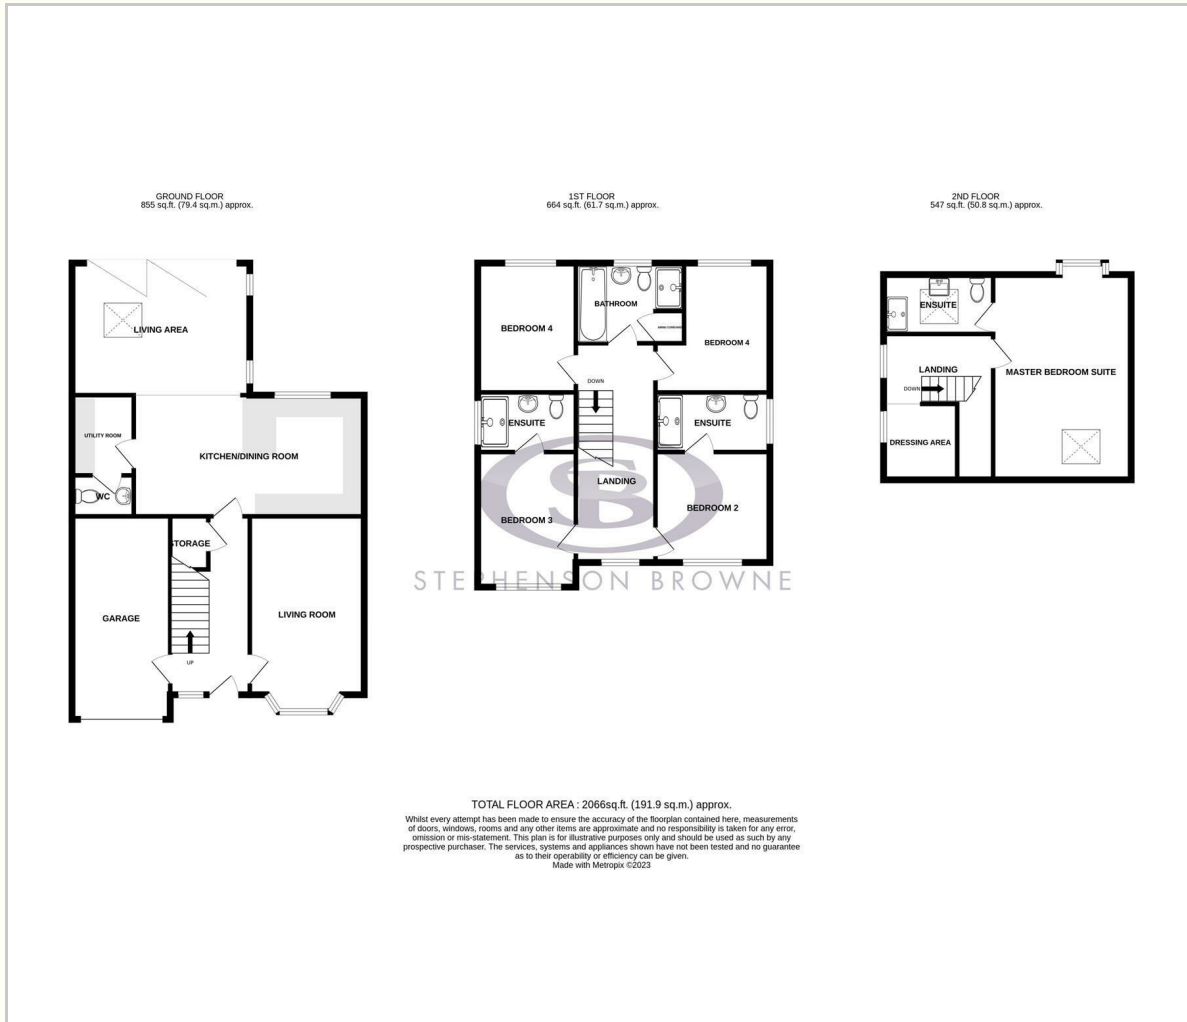 GROUND FLOOR
855 sq.ft. (79.4 sq.m.) approx.
LIVING AREA
UTILITY ROOM
KITCHEN/DINING ROOM
WC
STORAGE
GARAGE
LIVING ROOM
UP
1ST FLOOR
664 sq.ft. (61.7 sq.m.) approx.
BATHROOM
BEDROOM 4
BEDROOM 4
DOWN
ENSUITE
ENSUITE
LANDING
BEDROOM 3
BEDROOM 2
SB
STEPHENSON BROWNE
2ND FLOOR
547 sq.ft. (50.8 sq.m.) approx.
ENSUITE
LANDING
MASTER BEDROOM SUITE
DOWN
DRESSING AREA
TOTAL FLOOR AREA : 2066sq.ft. (191.9 sq.m.) approx.
Whilst every attempt has been made to ensure the accuracy of the floorplan contained here, measurements
of doors, windows, rooms and any other items are approximate and no responsibility is taken for any error,
omission or mis-statement. This plan is for illustrative purposes only and should be used as such by any
prospective purchaser. The services, systems and appliances shown have not been tested and no guarantee
as to their operability or efficiency can be given.
Made with Metropix ©2023